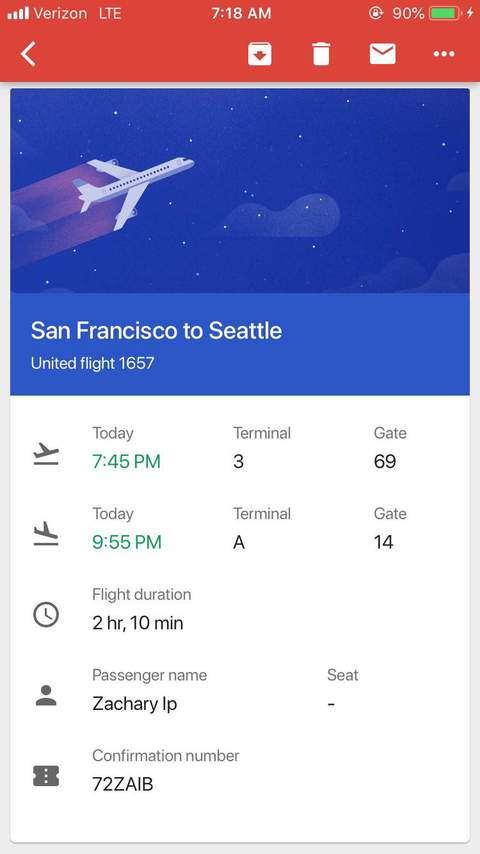 Verizon LTE 7:18 AM 90%
San Francisco to Seattle
United flight 1657
Today Terminal Gate
7:45 PM 3 69
Today Terminal Gate
9:55 PM A 14
Flight duration
2 hr, 10 min
Passenger name Seat
Zachary Ip -
Confirmation number
72ZAIB